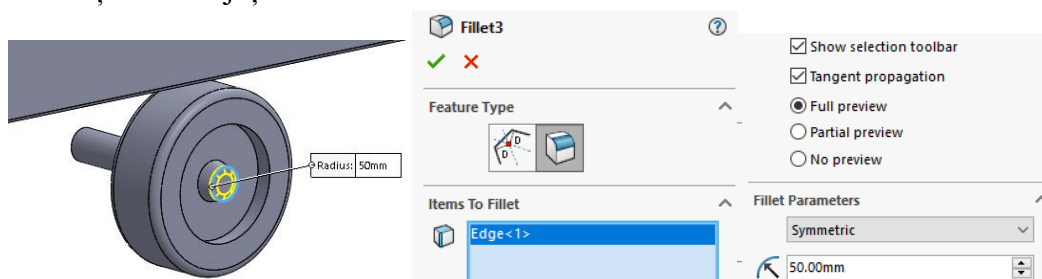 Radius: 50mm
Fillet3
Feature Type
D
D
Items To Fillet
Edge<1>
Show selection toolbar
Tangent propagation
Full preview
Partial preview
No preview
Fillet Parameters
Symmetric
50.00mm